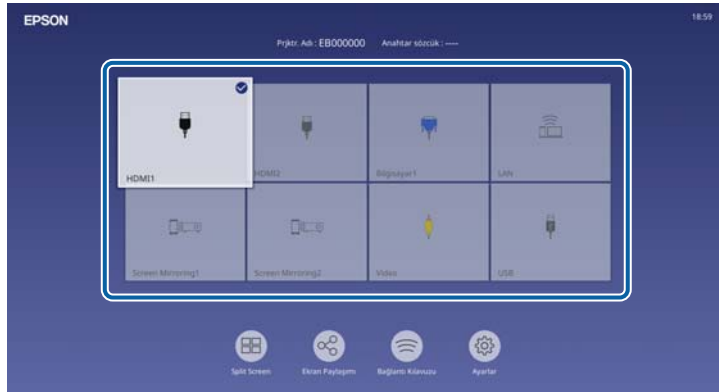 EPSON
18:59
Prjktr. Adı : EB000000 Anahtar sözcük : ----
HDMI1
HDMI2
Bilgisayar1
LAN
Screen Mirroring1
Screen Mirroring2
Video
USB
Split Screen
Ekran Paylaşımı
Bağlantı Kılavuzu
Ayarlar